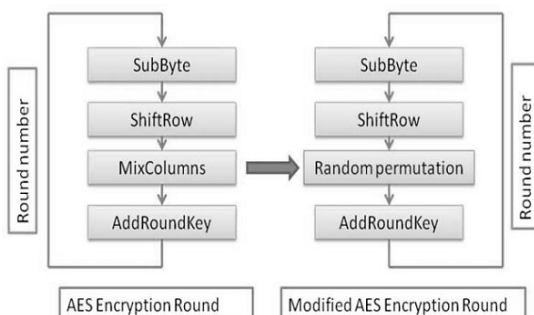 Round number
SubByte
ShiftRow
MixColumns
AddRoundKey
AES Encryption Round
SubByte
ShiftRow
Random permutation
AddRoundKey
Round number
Modified AES Encryption Round